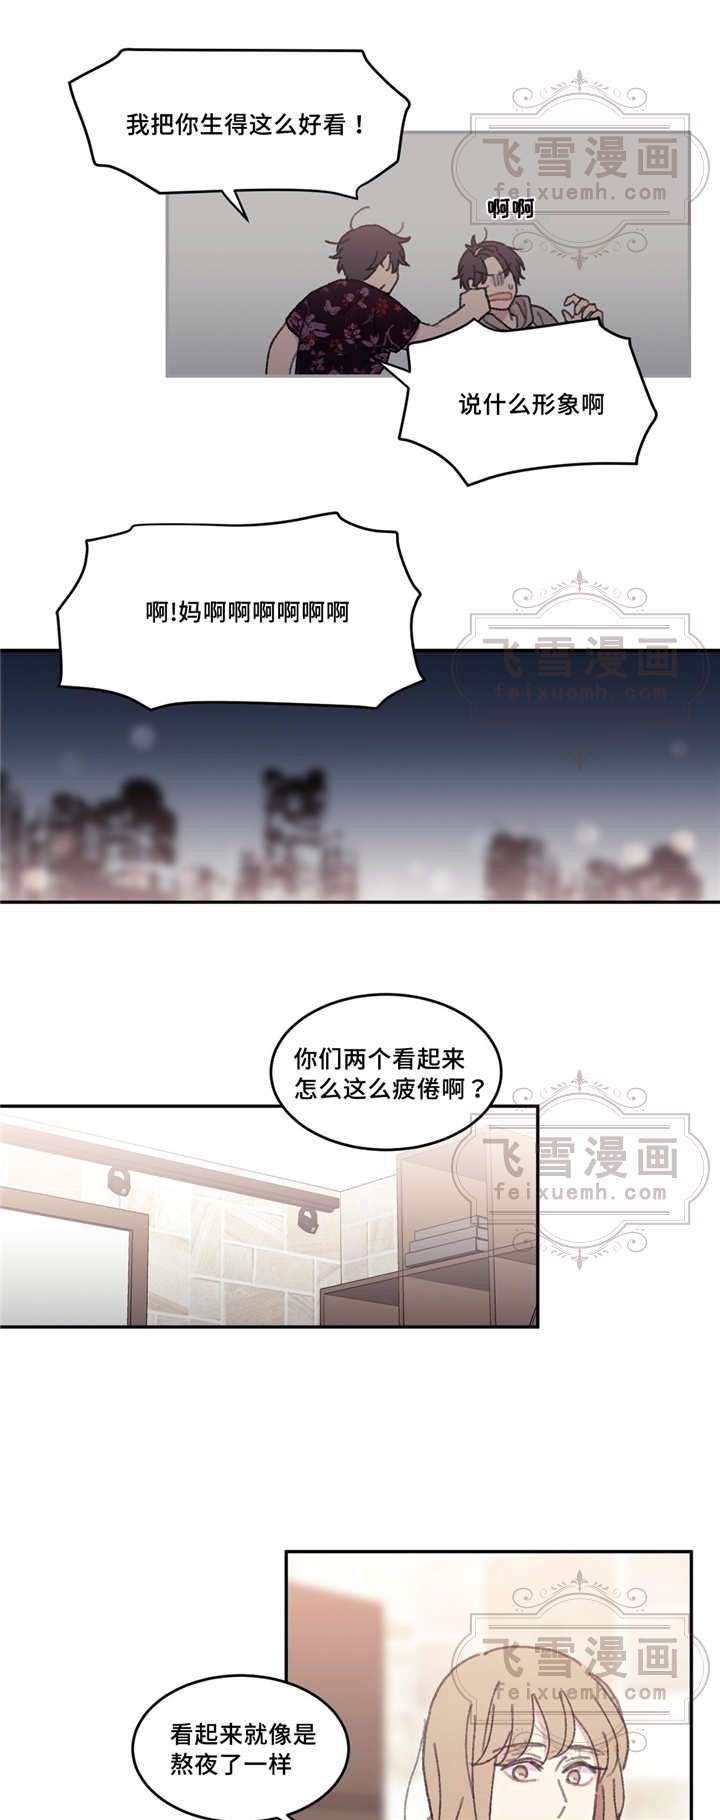 我把你生得这么好看！
飞雪漫画
feixuemh.com
啊啊
说什么形象啊
啊!妈啊啊啊啊啊啊
飞雪漫画
feixuemh.com
你们两个看起来
怎么这么疲倦啊？
飞雪漫画
feixuemh.com
飞雪漫画
feixuemh.com
看起来就像是
熬夜了一样